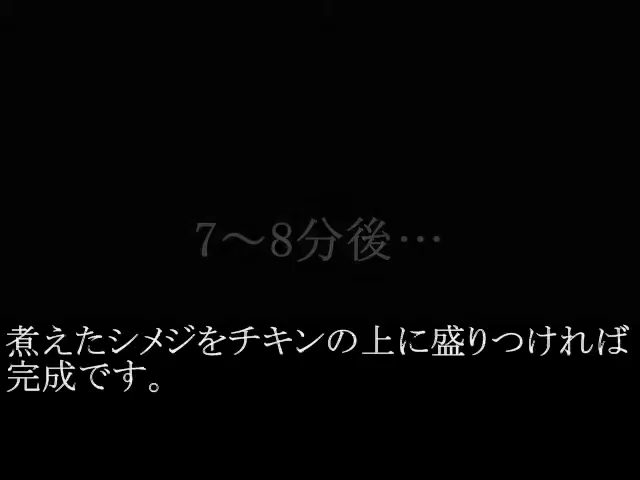 7～8分後…
煮えたシメジをチキンの上に盛りつければ
完成です。